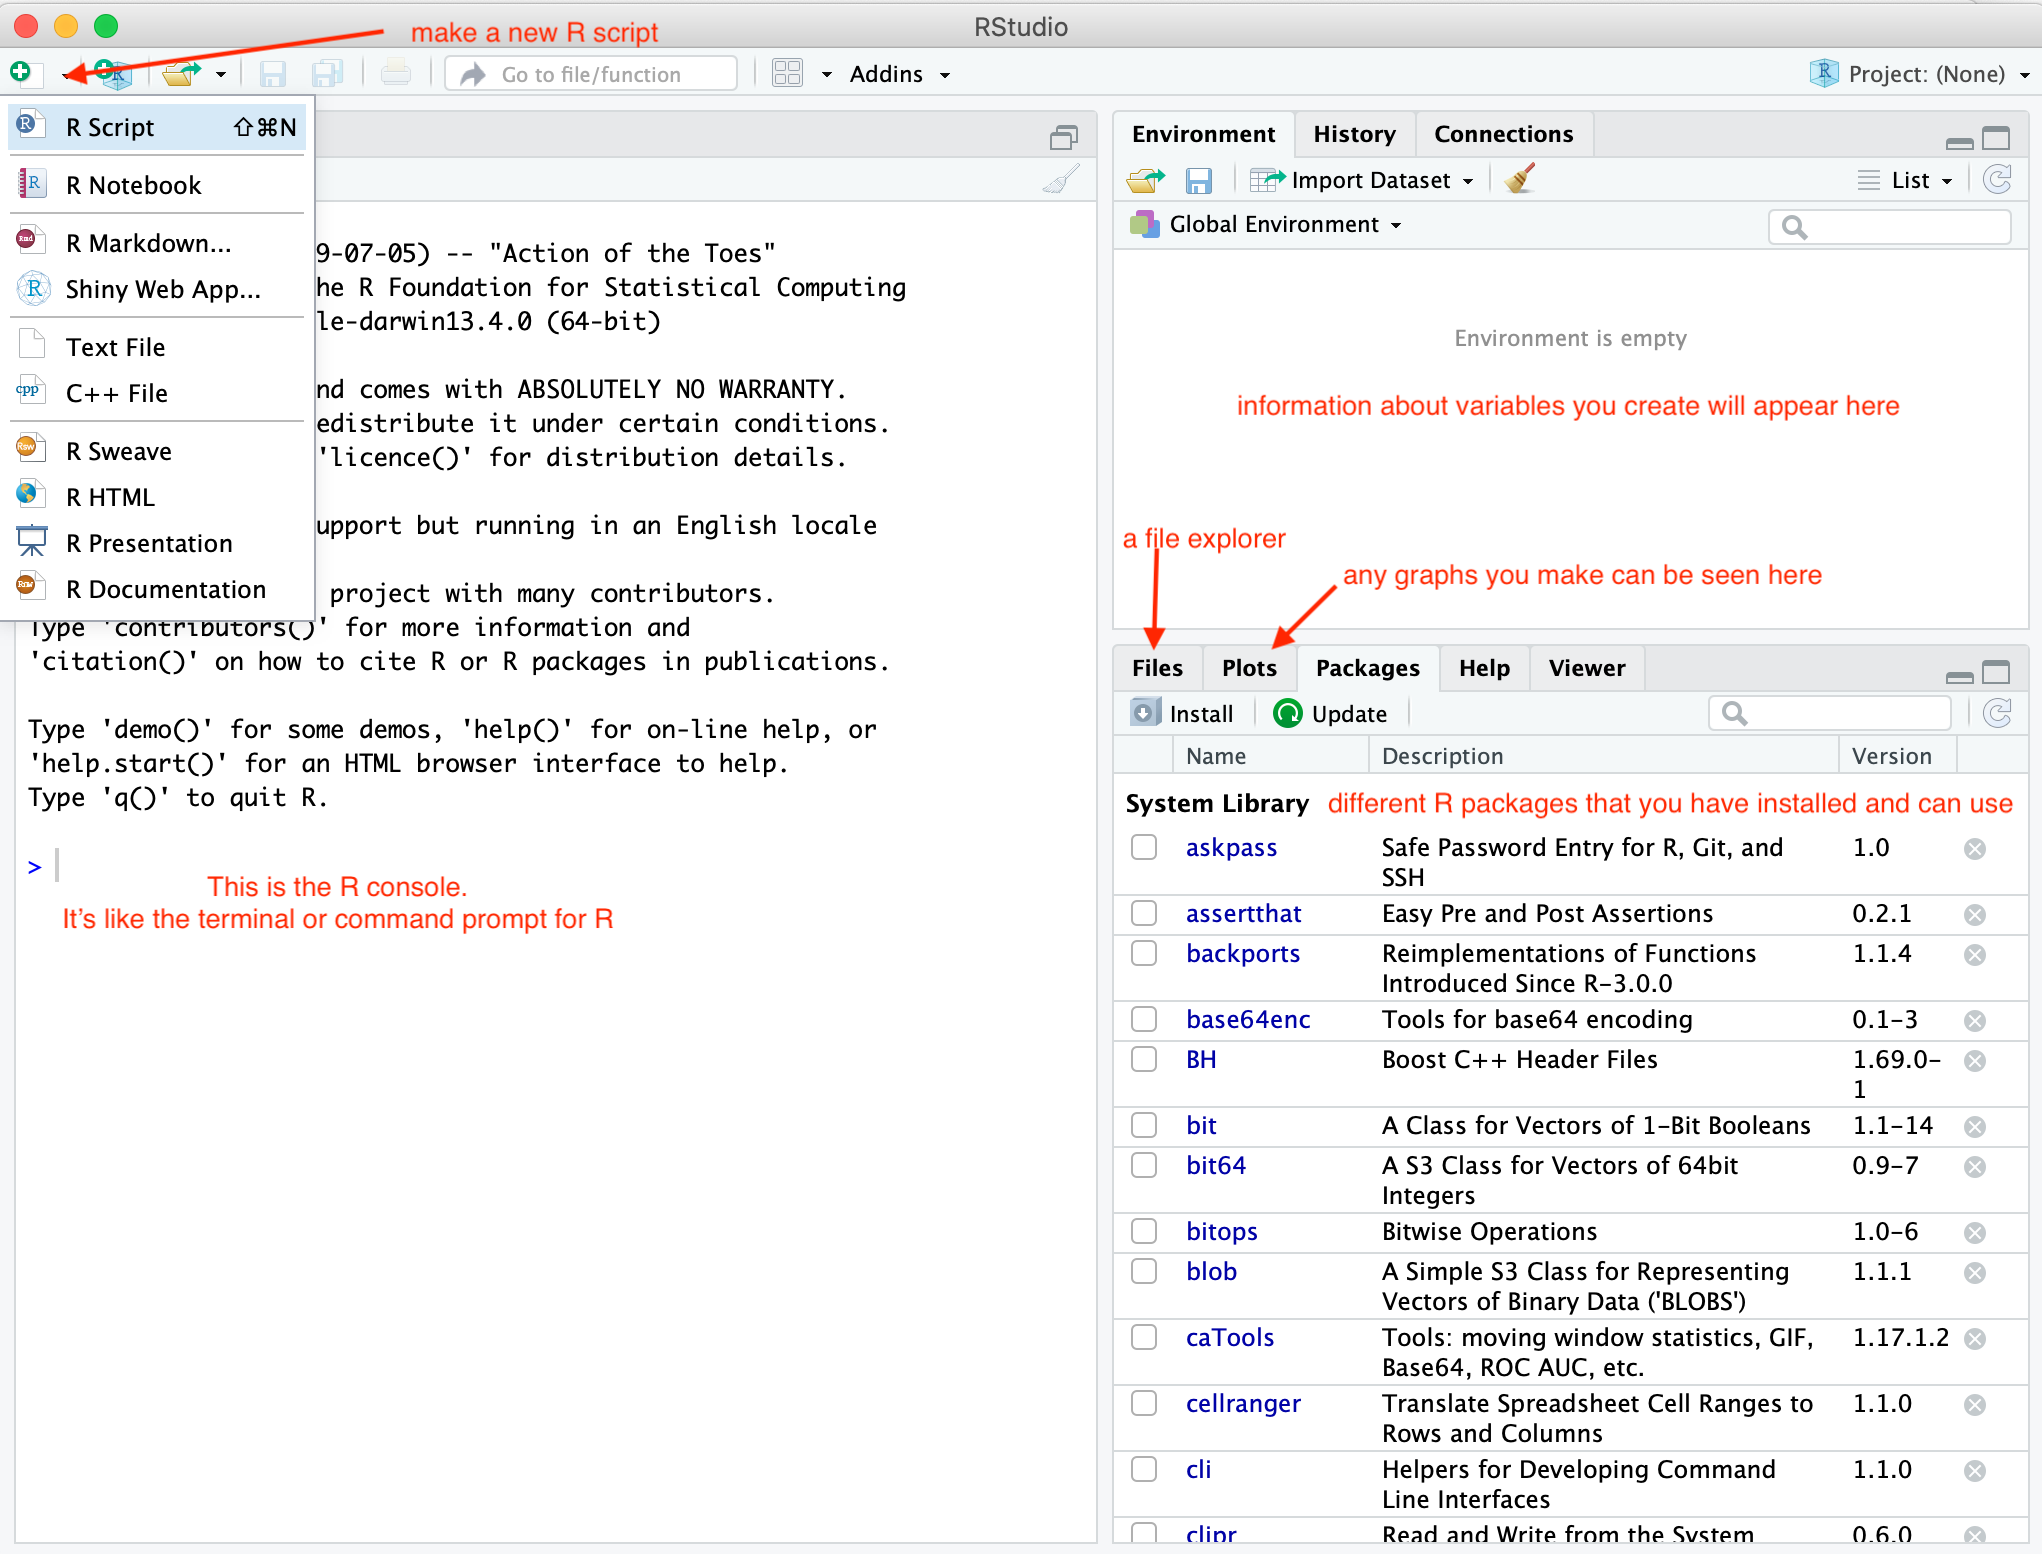 RStudio
make a new R script
Go to file/function
Addins
Project: (None)
R Script ⇧⌘N
R Notebook
R Markdown...
Shiny Web App...
Text File
C++ File
R Sweave
R HTML
R Presentation
R Documentation
9-07-05) -- "Action of the Toes"
he R Foundation for Statistical Computing
le-darwin13.4.0 (64-bit)
nd comes with ABSOLUTELY NO WARRANTY.
edistribute it under certain conditions.
'licence()' for distribution details.
upport but running in an English locale
project with many contributors.
Type 'contributors()' for more information and
'citation()' on how to cite R or R packages in publications.
Type 'demo()' for some demos, 'help()' for on-line help, or
'help.start()' for an HTML browser interface to help.
Type 'q()' to quit R.
>
This is the R console.
It's like the terminal or command prompt for R
Environment History Connections
Import Dataset List
Global Environment
Environment is empty
information about variables you create will appear here
a file explorer
any graphs you make can be seen here
Files Plots Packages Help Viewer
Install Update
Name Description Version
System Library different R packages that you have installed and can use
askpass Safe Password Entry for R, Git, and 1.0
SSH
assertthat Easy Pre and Post Assertions 0.2.1
backports Reimplementations of Functions 1.1.4
Introduced Since R-3.0.0
base64enc Tools for base64 encoding 0.1-3
BH Boost C++ Header Files 1.69.0-
1
bit A Class for Vectors of 1-Bit Booleans 1.1-14
bit64 A S3 Class for Vectors of 64bit 0.9-7
Integers
bitops Bitwise Operations 1.0-6
blob A Simple S3 Class for Representing 1.1.1
Vectors of Binary Data ('BLOBS')
caTools Tools: moving window statistics, GIF, 1.17.1.2
Base64, ROC AUC, etc.
cellranger Translate Spreadsheet Cell Ranges to 1.1.0
Rows and Columns
cli Helpers for Developing Command 1.1.0
Line Interfaces
clipr Read and Write from the System 0.6.0